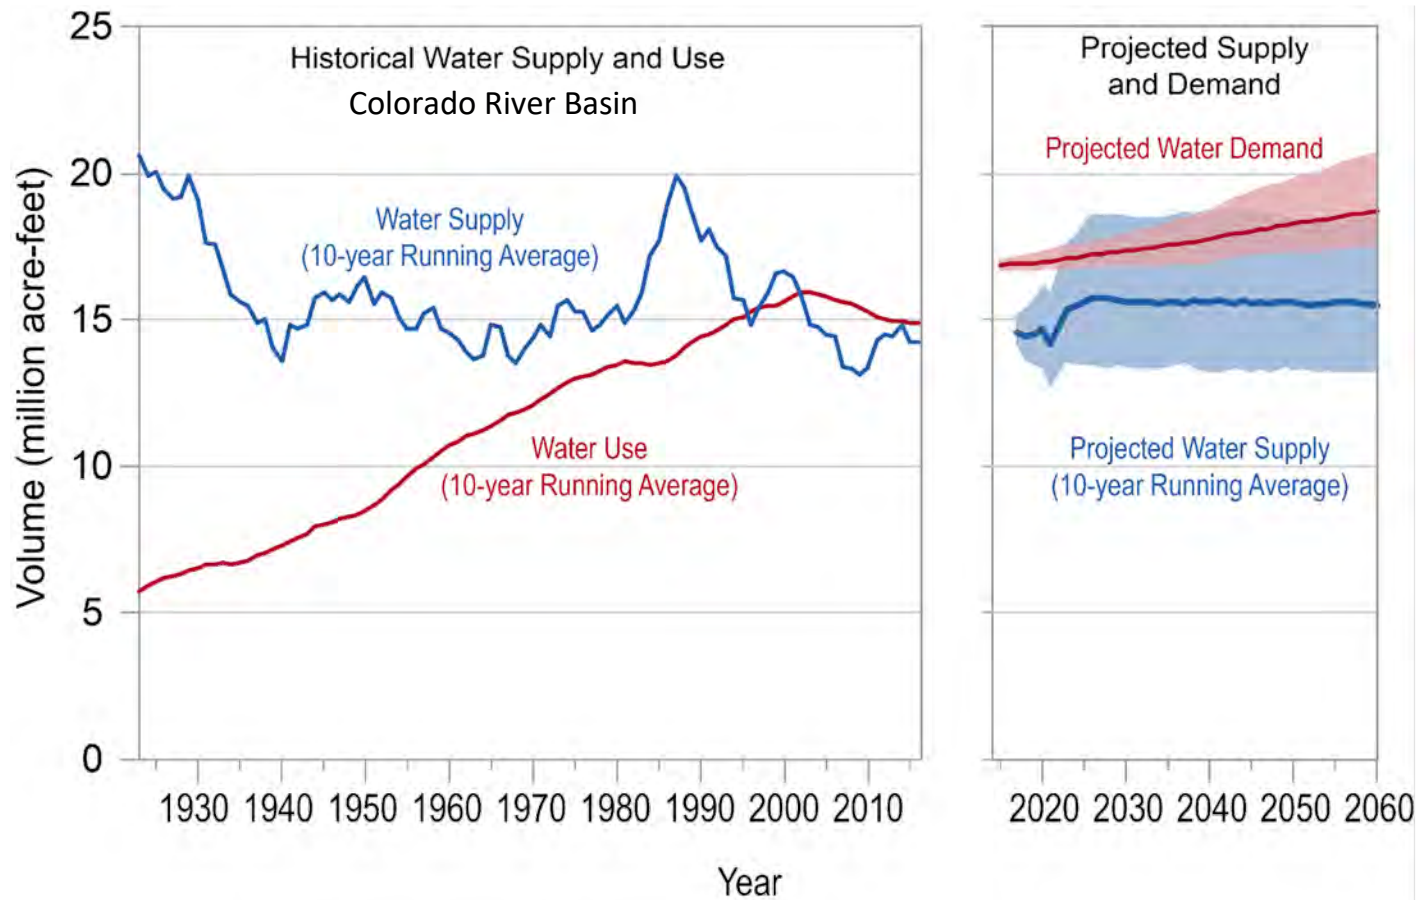 Historical Water Supply and Use
Colorado River Basin
Water Supply
(10-year Running Average)
Water Use
(10-year Running Average)
Projected Supply
and Demand
Projected Water Demand
Projected Water Supply
(10-year Running Average)
Volume (million acre-feet)
25
20
15
10
5
0
1930 1940 1950 1960 1970 1980 1990 2000 2010
2020 2030 2040 2050 2060
Year